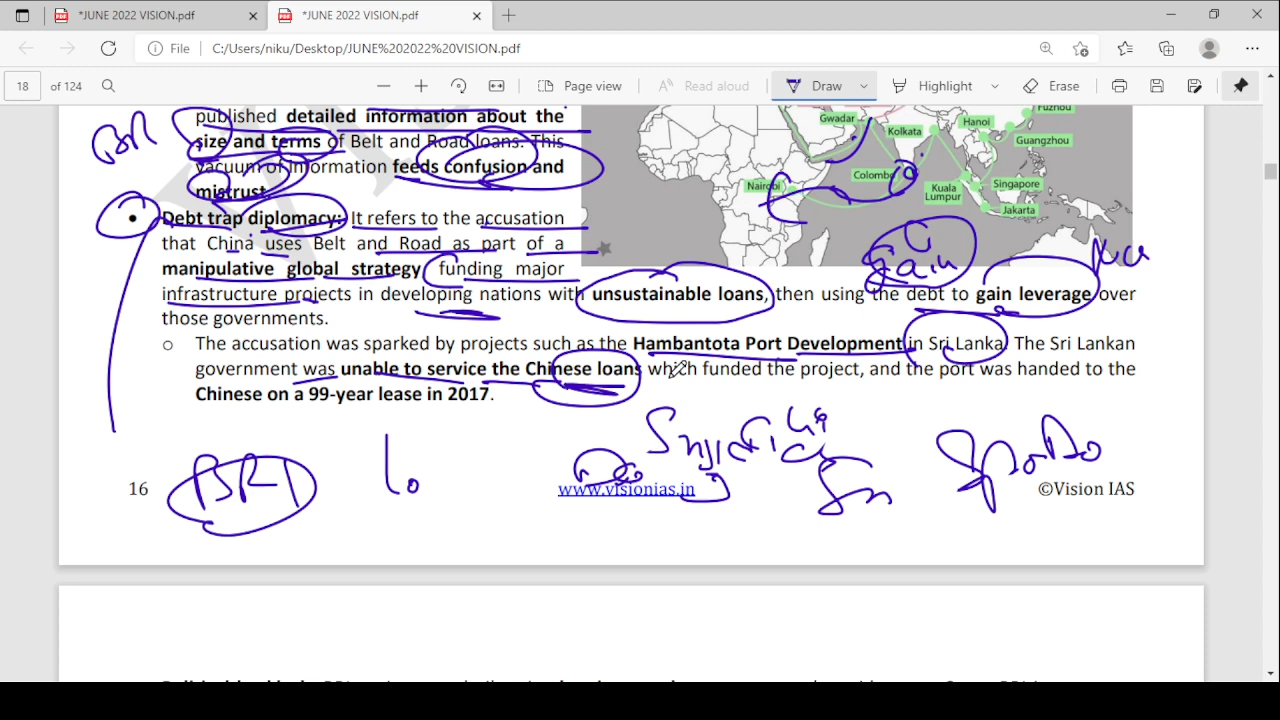 *JUNE 2022 VISION.pdf
*JUNE 2022 VISION.pdf
File C:/Users/niku/Desktop/JUNE%202022%20VISION.pdf
18 of 124 Page view Read aloud Draw Highlight Erase
published detailed information about the
size and terms of Belt and Road loans. This
vacuum of information feeds confusion and
mistrust.
BRI
• Debt trap diplomacy: It refers to the accusation
that China uses Belt and Road as part of a
manipulative global strategy funding major
infrastructure projects in developing nations with unsustainable loans, then using the debt to gain leverage over
those governments.
Gwadar
Kolkata
Hanoi
Fuzhou
Guangzhou
Nairobi
Colombo
Kuala Lumpur
Singapore
Jakarta
gain
o The accusation was sparked by projects such as the Hambantota Port Development in Sri Lanka. The Sri Lankan
government was unable to service the Chinese loans which funded the project, and the port was handed to the
Chinese on a 99-year lease in 2017.
BRI
16 www.visionias.in ©Vision IAS